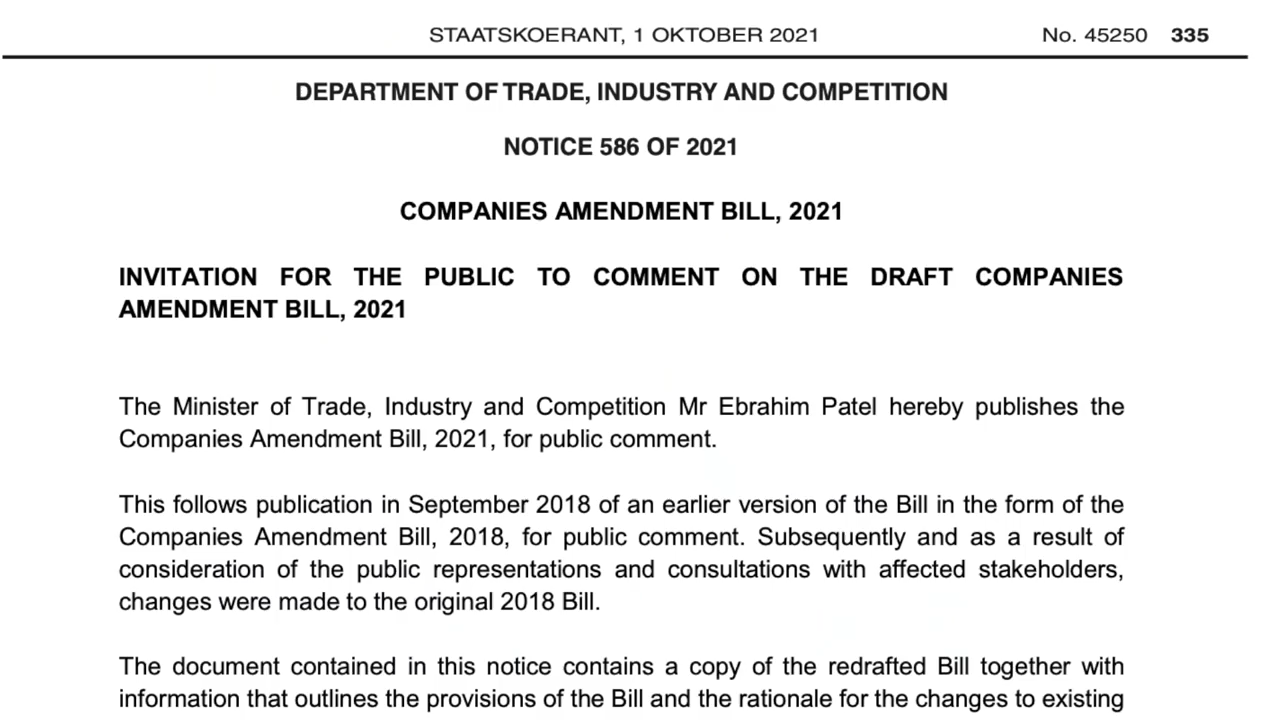 STAATSKOERANT, 1 OKTOBER 2021 No. 45250 335
DEPARTMENT OF TRADE, INDUSTRY AND COMPETITION
NOTICE 586 OF 2021
COMPANIES AMENDMENT BILL, 2021
INVITATION FOR THE PUBLIC TO COMMENT ON THE DRAFT COMPANIES
AMENDMENT BILL, 2021
The Minister of Trade, Industry and Competition Mr Ebrahim Patel hereby publishes the
Companies Amendment Bill, 2021, for public comment.
This follows publication in September 2018 of an earlier version of the Bill in the form of the
Companies Amendment Bill, 2018, for public comment. Subsequently and as a result of
consideration of the public representations and consultations with affected stakeholders,
changes were made to the original 2018 Bill.
The document contained in this notice contains a copy of the redrafted Bill together with
information that outlines the provisions of the Bill and the rationale for the changes to existing